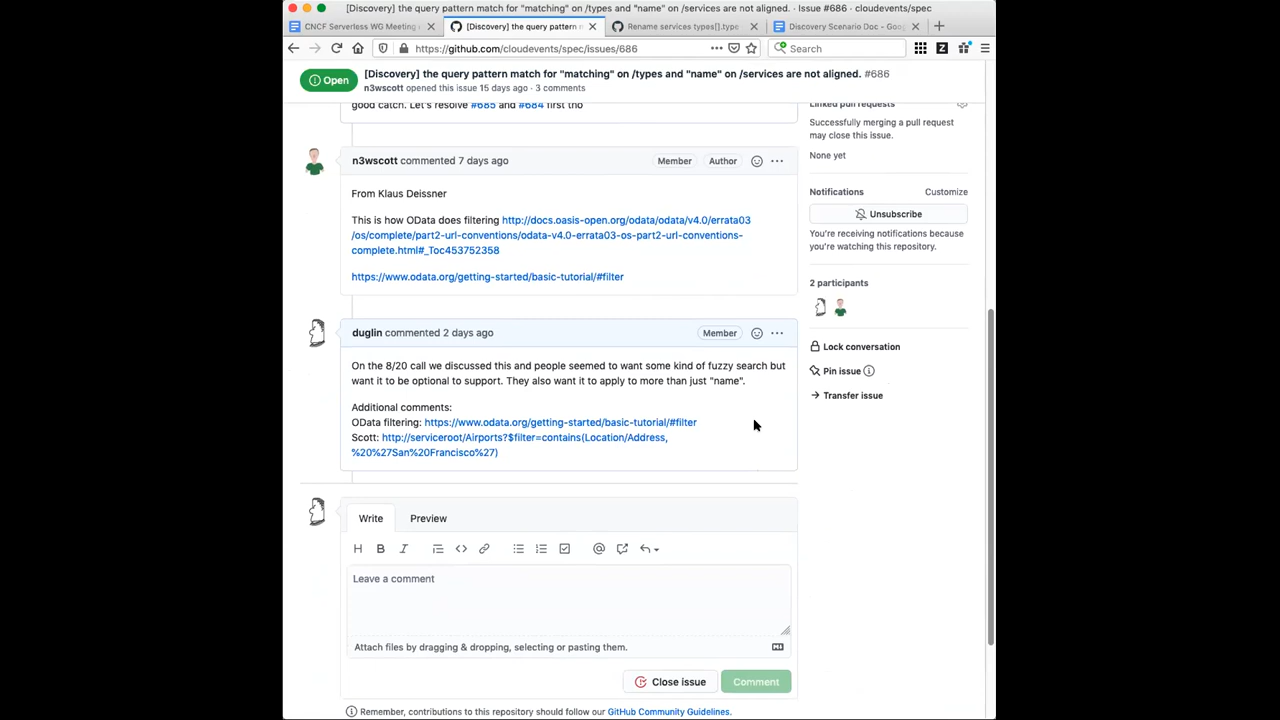 [Discovery] the query pattern match for "matching" on /types and "name" on /services are not aligned. · Issue #686 · cloudevents/spec
CNCF Serverless WG Meeting
[Discovery] the query pattern
Rename services types[].type
Discovery Scenario Doc - Goo
https://github.com/cloudevents/spec/issues/686
Search
Open
[Discovery] the query pattern match for "matching" on /types and "name" on /services are not aligned. #686
n3wscott opened this issue 15 days ago · 3 comments
good catch. Let's resolve #685 and #684 first tho
Linked pull requests
Successfully merging a pull request
may close this issue.
None yet
n3wscott commented 7 days ago
Member
Author
From Klaus Deissner
This is how OData does filtering http://docs.oasis-open.org/odata/odata/v4.0/errata03
/os/complete/part2-url-conventions/odata-v4.0-errata03-os-part2-url-conventions-
complete.html#_Toc453752358
https://www.odata.org/getting-started/basic-tutorial/#filter
Notifications
Customize
Unsubscribe
You're receiving notifications because
you're watching this repository.
2 participants
duglin commented 2 days ago
Member
On the 8/20 call we discussed this and people seemed to want some kind of fuzzy search but
want it to be optional to support. They also want it to apply to more than just "name".
Additional comments:
OData filtering: https://www.odata.org/getting-started/basic-tutorial/#filter
Scott: http://serviceroot/Airports?$filter=contains(Location/Address,
%20%27San%20Francisco%27)
Lock conversation
Pin issue
Transfer issue
Write
Preview
H B I
Leave a comment
Attach files by dragging & dropping, selecting or pasting them.
Close issue
Comment
Remember, contributions to this repository should follow our GitHub Community Guidelines.